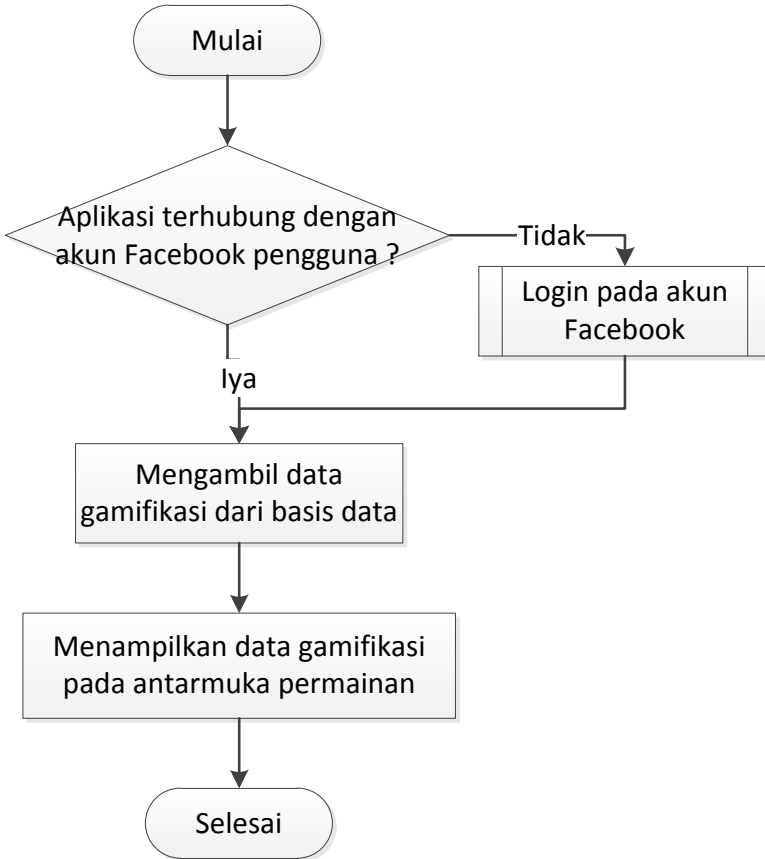 Mulai
Aplikasi terhubung dengan
akun Facebook pengguna ?
Tidak
Login pada akun
Facebook
Iya
Mengambil data
gamifikasi dari basis data
Menampilkan data gamifikasi
pada antarmuka permainan
Selesai